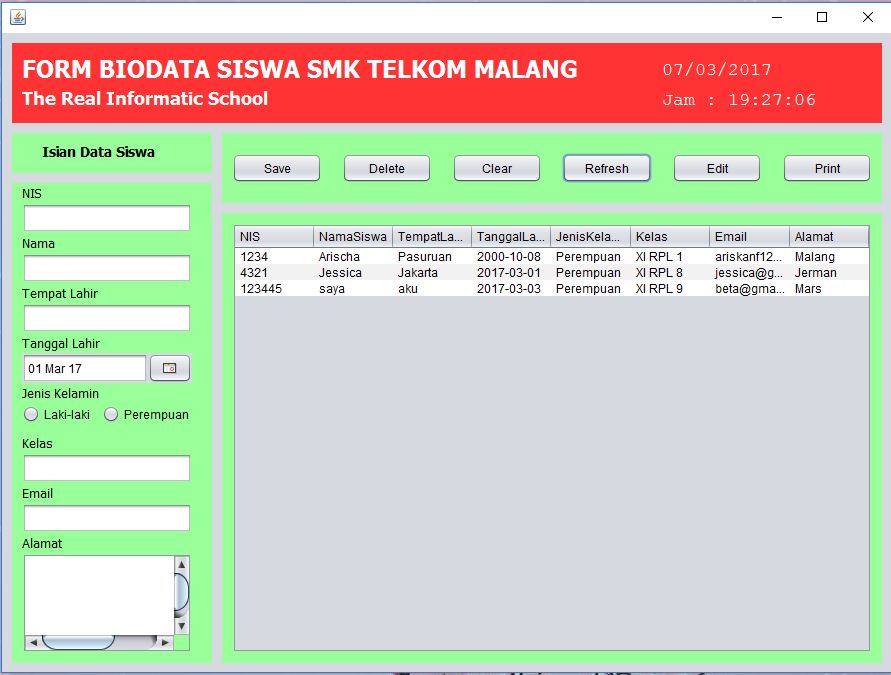 FORM BIODATA SISWA SMK TELKOM MALANG
07/03/2017
The Real Informatic School
Jam : 19:27:06
Isian Data Siswa
Save Delete Clear Refresh Edit Print
NIS
Nama
Tempat Lahir
Tanggal Lahir
01 Mar 17
Jenis Kelamin
Laki-laki Perempuan
Kelas
Email
Alamat
NIS NamaSiswa TempatLa... TanggalLa... JenisKela... Kelas Email Alamat
1234 Arischa Pasuruan 2000-10-08 Perempuan XI RPL 1 ariskanf12... Malang
4321 Jessica Jakarta 2017-03-01 Perempuan XI RPL 8 jessica@g... Jerman
123445 saya aku 2017-03-03 Perempuan XI RPL 9 beta@gma... Mars